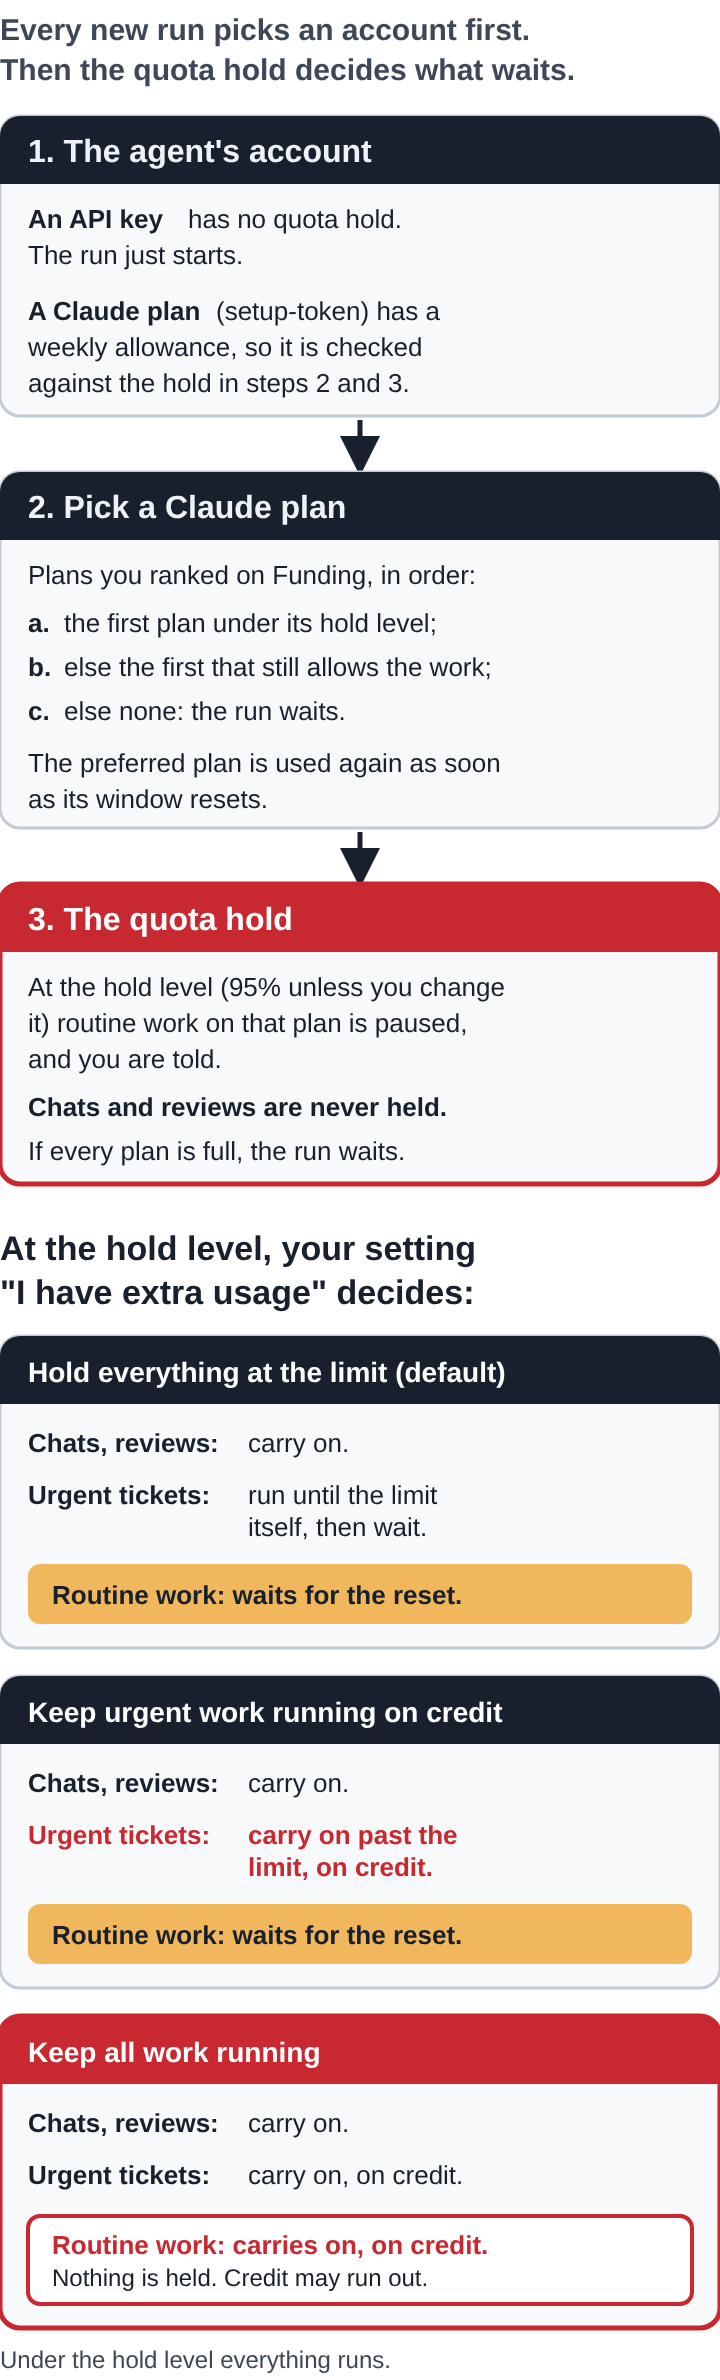 Every new run picks an account first.
Then the quota hold decides what waits.
1. The agent's account
An API key has no quota hold.
The run just starts.
A Claude plan (setup-token) has a
weekly allowance, so it is checked
against the hold in steps 2 and 3.
2. Pick a Claude plan
Plans you ranked on Funding, in order:
a. the first plan under its hold level;
b. else the first that still allows the work;
c. else none: the run waits.
The preferred plan is used again as soon
as its window resets.
3. The quota hold
At the hold level (95% unless you change
it) routine work on that plan is paused,
and you are told.
Chats and reviews are never held.
If every plan is full, the run waits.
At the hold level, your setting
"I have extra usage" decides:
Hold everything at the limit (default)
Chats, reviews: carry on.
Urgent tickets: run until the limit
itself, then wait.
Routine work: waits for the reset.
Keep urgent work running on credit
Chats, reviews: carry on.
Urgent tickets: carry on past the
limit, on credit.
Routine work: waits for the reset.
Keep all work running
Chats, reviews: carry on.
Urgent tickets: carry on, on credit.
Routine work: carries on, on credit.
Nothing is held. Credit may run out.
Under the hold level everything runs.